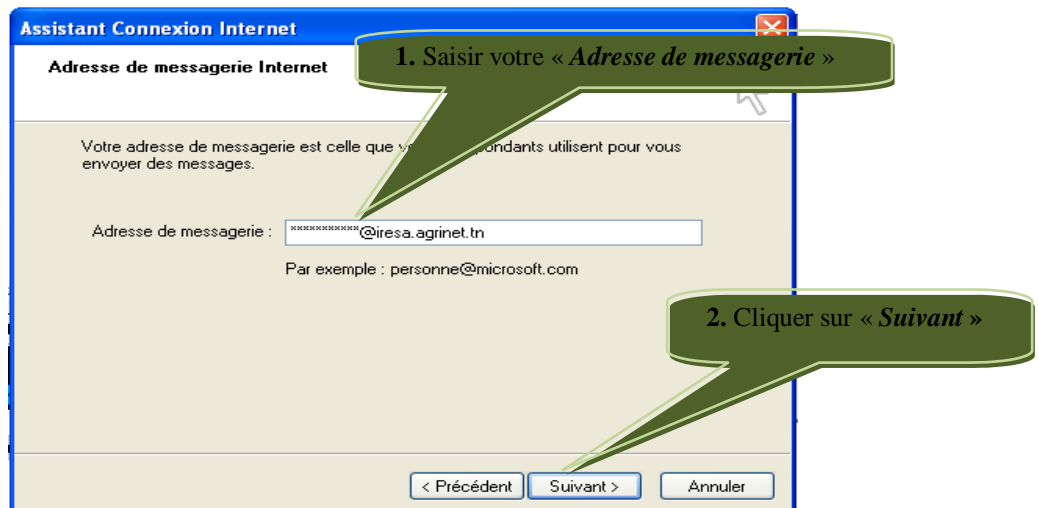 Assistant Connexion Internet
1. Saisir votre « Adresse de messagerie »
Adresse de messagerie Internet
Votre adresse de messagerie est celle que pondants utilisent pour vous
envoyer des messages.
Adresse de messagerie : ***********@iresa.agrinet.tn
Par exemple : personne@microsoft.com
2. Cliquer sur « Suivant »
< Précédent Suivant > Annuler